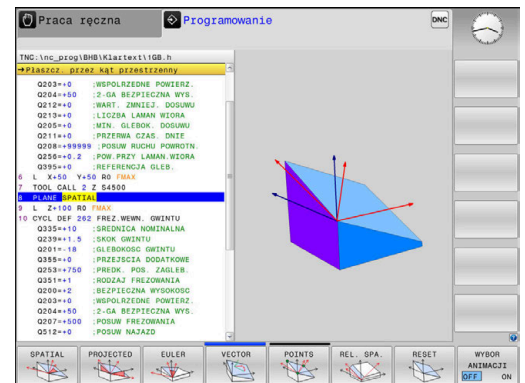 Praca ręczna
Programowanie
DNC
TNC:\nc_prog\BHB\Klartext\1GB.h
→Płaszcz. przez kąt przestrzenny
Q203=+0 ;WSPOLRZEDNE POWIERZ.
Q204=+50 ;2-GA BEZPIECZNA WYS.
Q212=+0 ;WART. ZMNIEJ. DOSUWU
Q213=+0 ;LICZBA LAMAN WIORA
Q205=+0 ;MIN. GLEBOK. DOSUWU
Q211=+0 ;PRZERWA CZAS. DNIE
Q208=+99999 ;POSUW RUCHU POWROTN.
Q256=+0.2 ;POW.PRZY LAMAN.WIORA
Q395=+0 ;REFERENCJA GLEB.
6 L X+50 Y+50 R0 FMAX
7 TOOL CALL 2 Z S4500
8 PLANE SPATIAL
9 L Z+100 R0 FMAX
10 CYCL DEF 262 FREZ.WEWN. GWINTU
Q335=+10 ;SREDNICA NOMINALNA
Q239=+1.5 ;SKOK GWINTU
Q201=-18 ;GLEBOKOSC GWINTU
Q355=+0 ;PRZEJSCIA DODATKOWE
Q253=+750 ;PREDK. POS. ZAGLEB.
Q351=+1 ;RODZAJ FREZOWANIA
Q200=+2 ;BEZPIECZNA WYSOKOSC
Q203=+0 ;WSPOLRZEDNE POWIERZ.
Q204=+50 ;2-GA BEZPIECZNA WYS.
Q207=+500 ;POSUW FREZOWANIA
Q512=+0 ;POSUW NAJAZD
SPATIAL
PROJECTED
EULER
VECTOR
POINTS
REL. SPA.
RESET
WYBOR
ANIMACJI
OFF ON